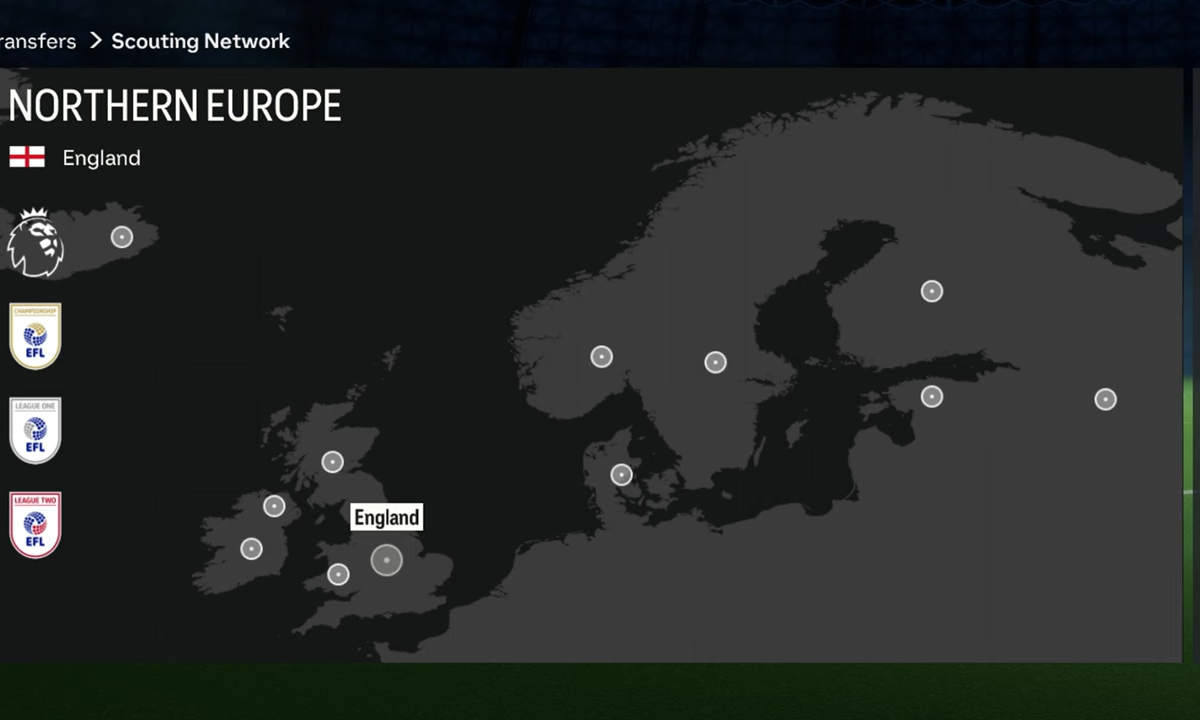 ransfers > Scouting Network
NORTHERN EUROPE
England
CHAMPIONSHIP
EFL
LEAGUE ONE
EFL
England
LEAGUE TWO
EFL